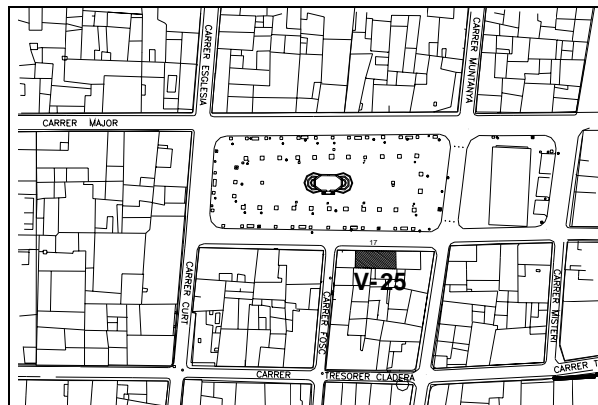 CARRER ESGLESIA
CARRER MUNTANYA
CARRER MAJOR
17
V-25
CARRER CURT
CARRER FOSC
CARRER MISTERI
CARRER TRESORER CLADERA
CARRER T